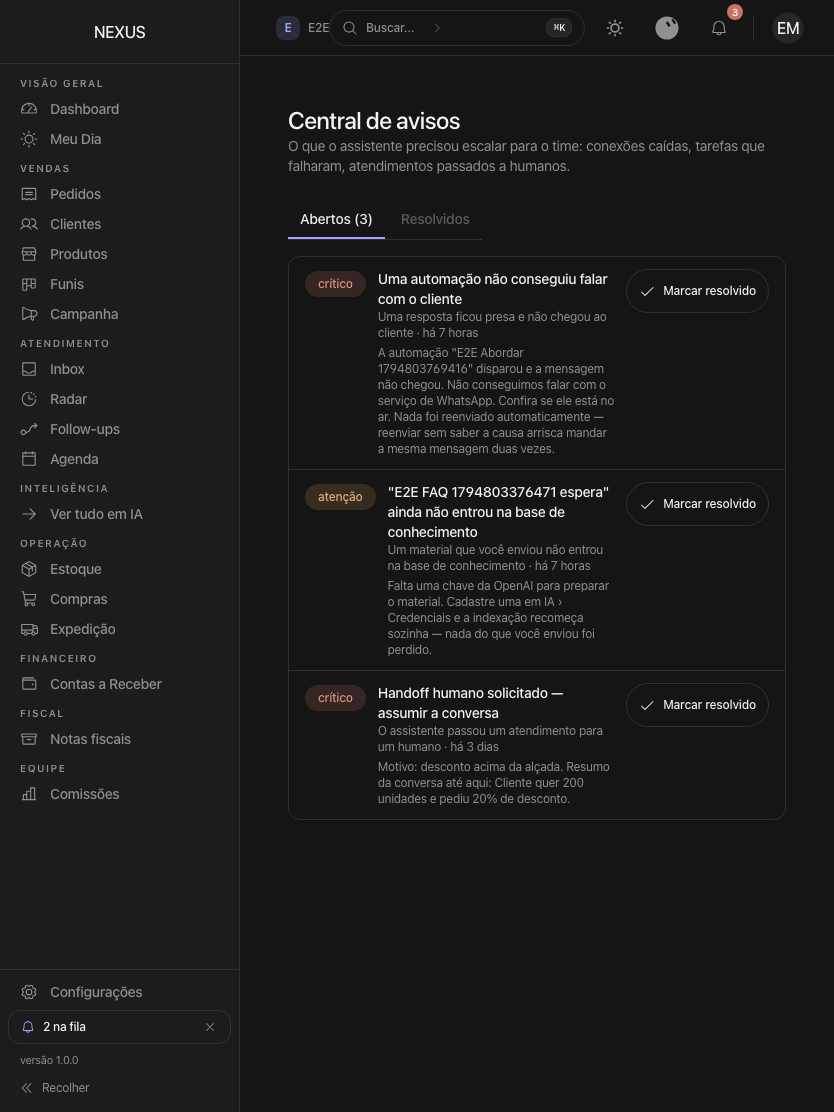 NEXUS
VISÃO GERAL
Dashboard
Meu Dia
VENDAS
Pedidos
Clientes
Produtos
Funis
Campanha
ATENDIMENTO
Inbox
Radar
Follow-ups
Agenda
INTELIGÊNCIA
Ver tudo em IA
OPERAÇÃO
Estoque
Compras
Expedição
FINANCEIRO
Contas a Receber
FISCAL
Notas fiscais
EQUIPE
Comissões
Configurações
2 na fila
versão 1.0.0
Recolher
E E2E
Buscar... ⌘K
3
EM
Central de avisos
O que o assistente precisou escalar para o time: conexões caídas, tarefas que
falharam, atendimentos passados a humanos.
Abertos (3) Resolvidos
crítico
Uma automação não conseguiu falar
com o cliente
Uma resposta ficou presa e não chegou ao
cliente · há 7 horas
A automação "E2E Abordar
1794803769416" disparou e a mensagem
não chegou. Não conseguimos falar com o
serviço de WhatsApp. Confira se ele está no
ar. Nada foi reenviado automaticamente —
reenviar sem saber a causa arrisca mandar
a mesma mensagem duas vezes.
Marcar resolvido
atenção
"E2E FAQ 1794803376471 espera"
ainda não entrou na base de
conhecimento
Um material que você enviou não entrou
na base de conhecimento · há 7 horas
Falta uma chave da OpenAI para preparar
o material. Cadastre uma em IA ›
Credenciais e a indexação recomeça
sozinha — nada do que você enviou foi
perdido.
Marcar resolvido
crítico
Handoff humano solicitado —
assumir a conversa
O assistente passou um atendimento para
um humano · há 3 dias
Motivo: desconto acima da alçada. Resumo
da conversa até aqui: Cliente quer 200
unidades e pediu 20% de desconto.
Marcar resolvido